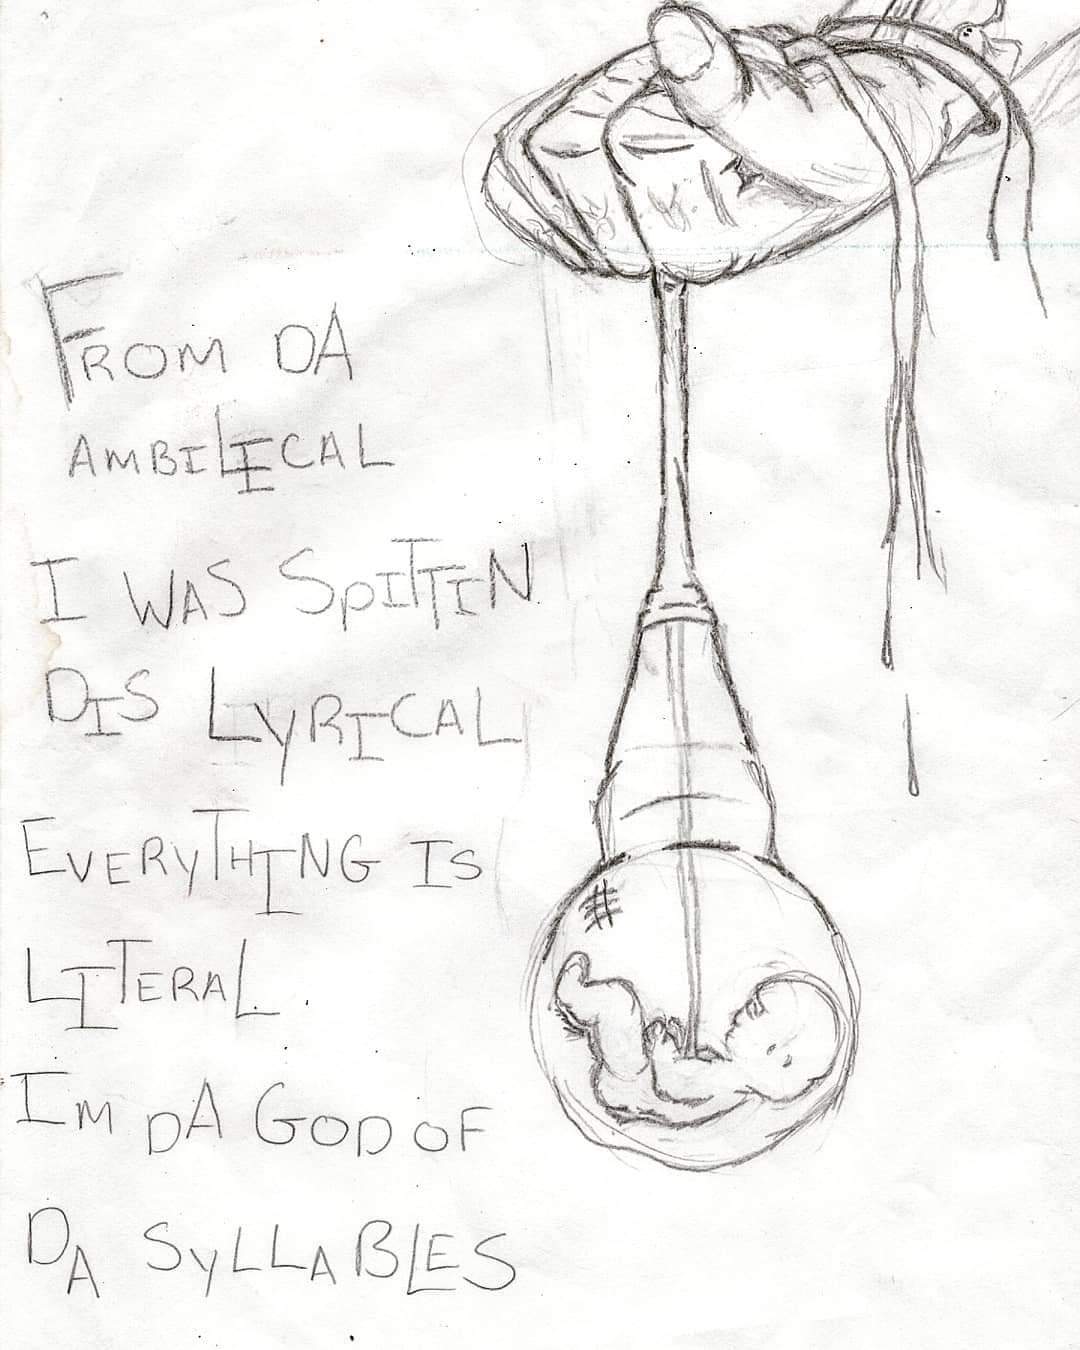 FROM DA
AMBILICAL
I WAS SPITTIN
DIS LYRICAL
EVERYTHING IS
LITERAL.
IM DA GOD OF
DA SYLLABLES